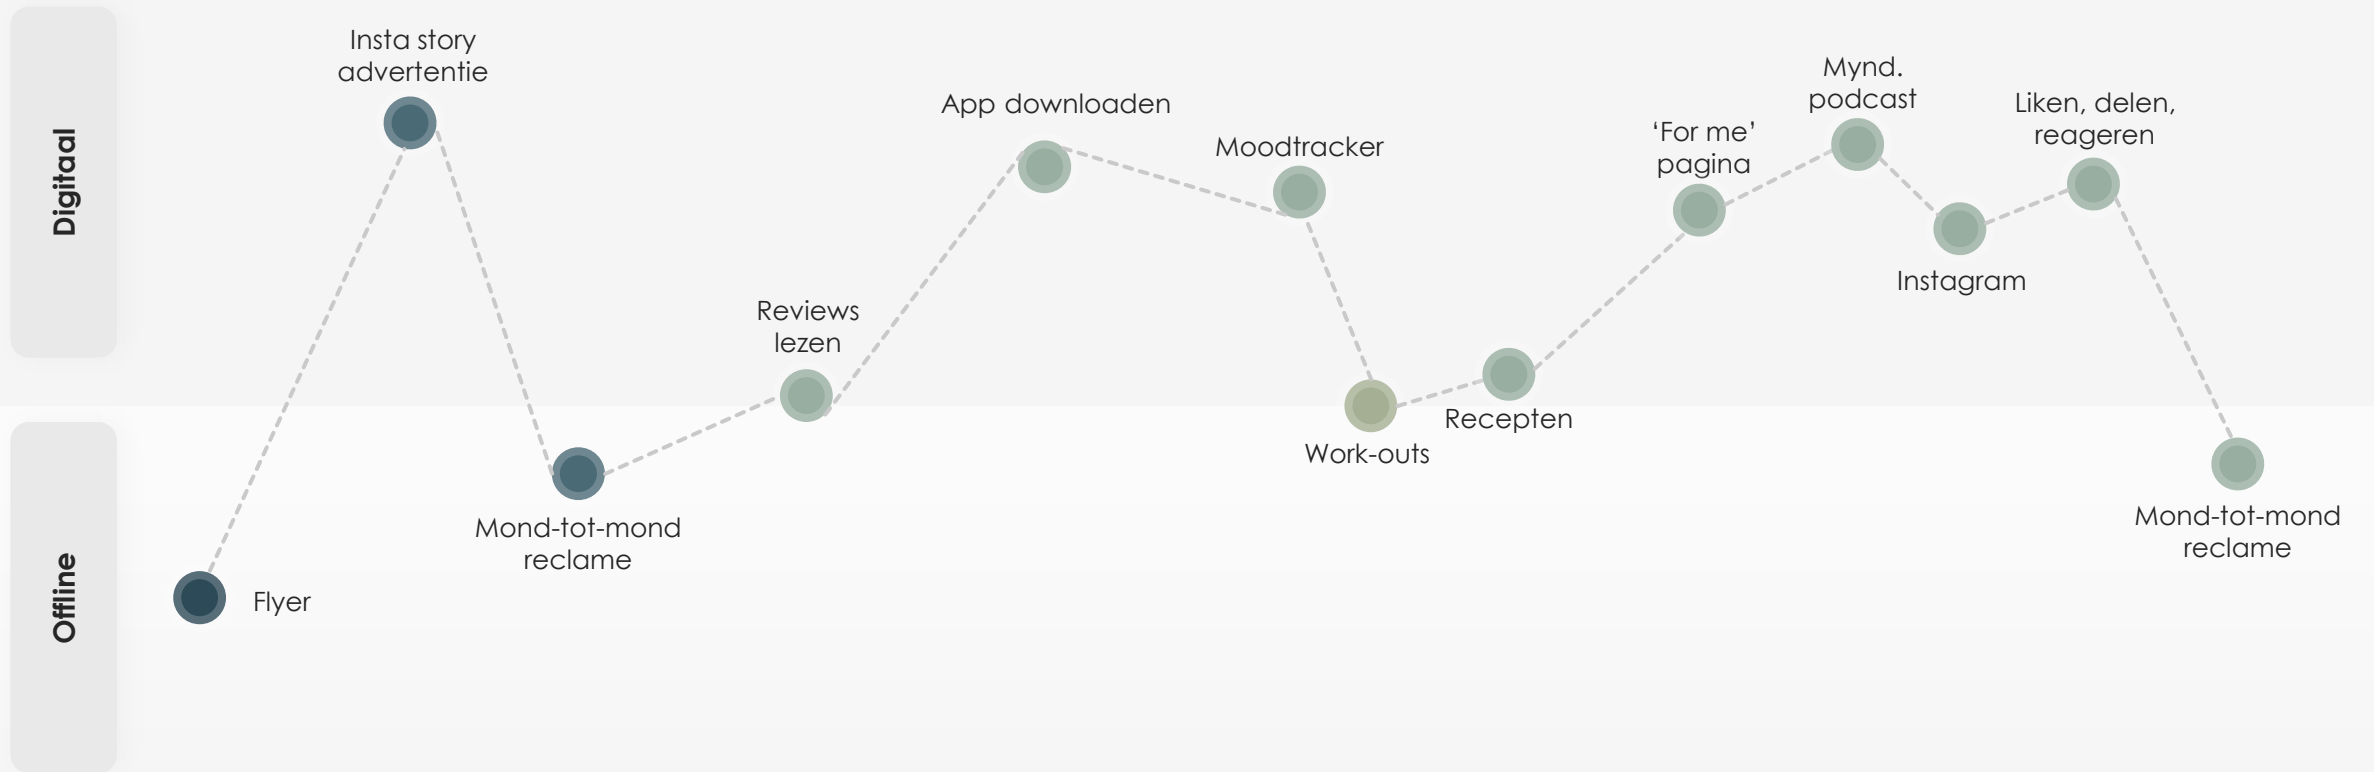 Digitaal
Insta story
advertentie
App downloaden
Moodtracker
‘For me’
pagina
Mynd.
podcast
Liken, delen,
reageren
Instagram
Reviews
lezen
Recepten
Work-outs
Offline
Mond-tot-mond
reclame
Flyer
Mond-tot-mond
reclame